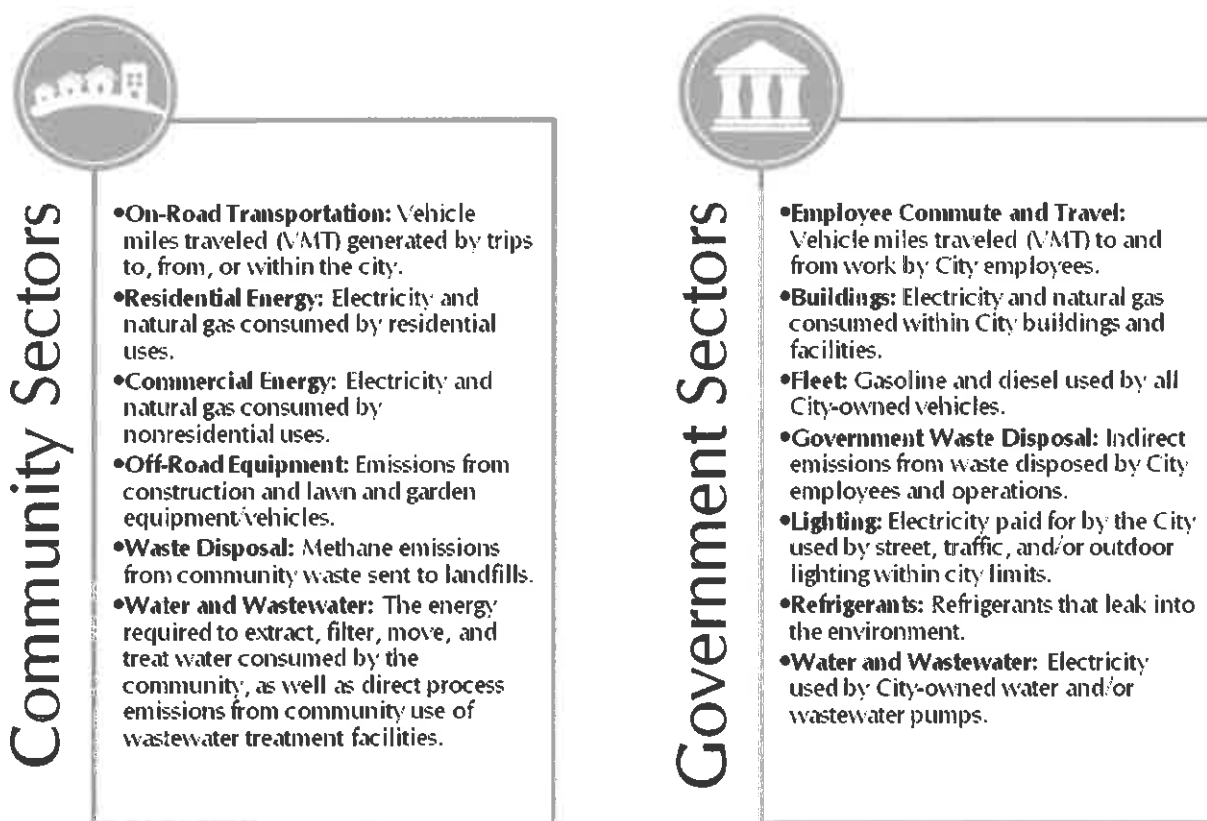 Community Sectors
•On-Road Transportation: Vehicle
miles traveled (VMT) generated by trips
to, from, or within the city.
•Residential Energy: Electricity and
natural gas consumed by residential
uses.
•Commercial Energy: Electricity and
natural gas consumed by
nonresidential uses.
•Off-Road Equipment: Emissions from
construction and lawn and garden
equipment/vehicles.
•Waste Disposal: Methane emissions
from community waste sent to landfills.
•Water and Wastewater: The energy
required to extract, filter, move, and
treat water consumed by the
community, as well as direct process
emissions from community use of
wastewater treatment facilities.
Government Sectors
•Employee Commute and Travel:
Vehicle miles traveled (VMT) to and
from work by City employees.
•Buildings: Electricity and natural gas
consumed within City buildings and
facilities.
•Fleet: Gasoline and diesel used by all
City-owned vehicles.
•Government Waste Disposal: Indirect
emissions from waste disposed by City
employees and operations.
•Lighting: Electricity paid for by the City
used by street, traffic, and/or outdoor
lighting within city limits.
•Refrigerants: Refrigerants that leak into
the environment.
•Water and Wastewater: Electricity
used by City-owned water and/or
wastewater pumps.